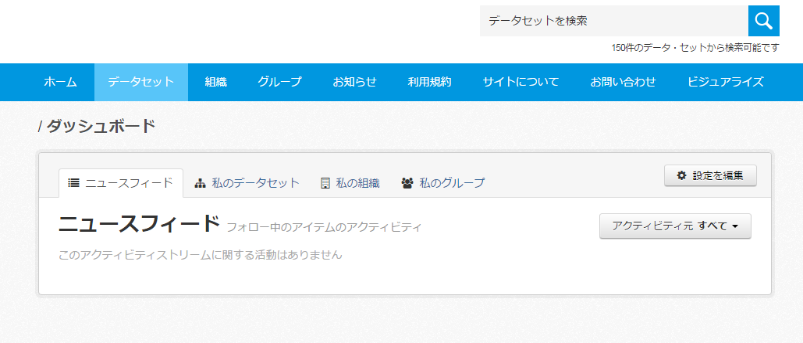 データセットを検索
150件のデータ・セットから検索可能です
ホーム データセット 組織 グループ お知らせ 利用規約 サイトについて お問い合わせ ビジュアライズ
/ ダッシュボード
ニュースフィード 私のデータセット 私の組織 私のグループ 設定を編集
ニュースフィード フォロー中のアイテムのアクティビティ アクティビティ元 すべて
このアクティビティストリームに関する活動はありません